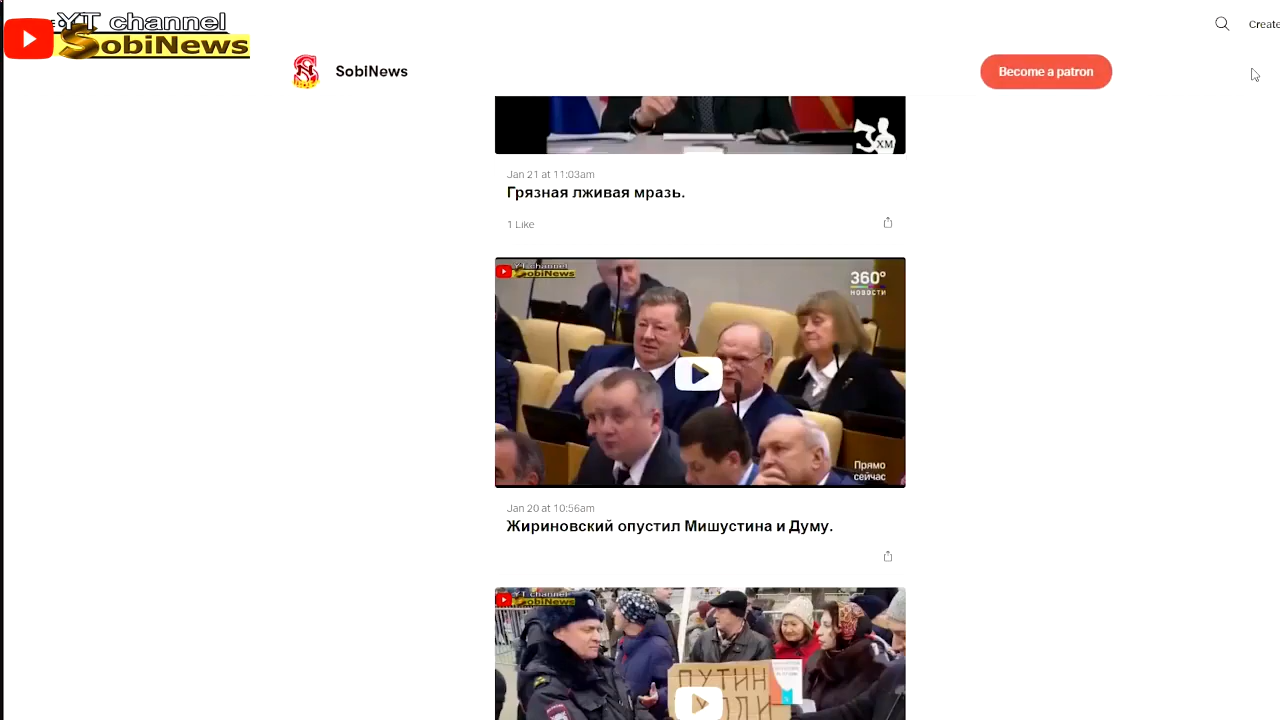 YT channel
SobiNews
Create
SobiNews
Become a patron
ХМ
Jan 21 at 11:03am
Грязная лживая мразь.
1 Like
YT channel
SobiNews
360°
НОВОСТИ
Прямо
сейчас
Jan 20 at 10:56am
Жириновский опустил Мишустина и Думу.
YT channel
SobiNews
ПУТИН